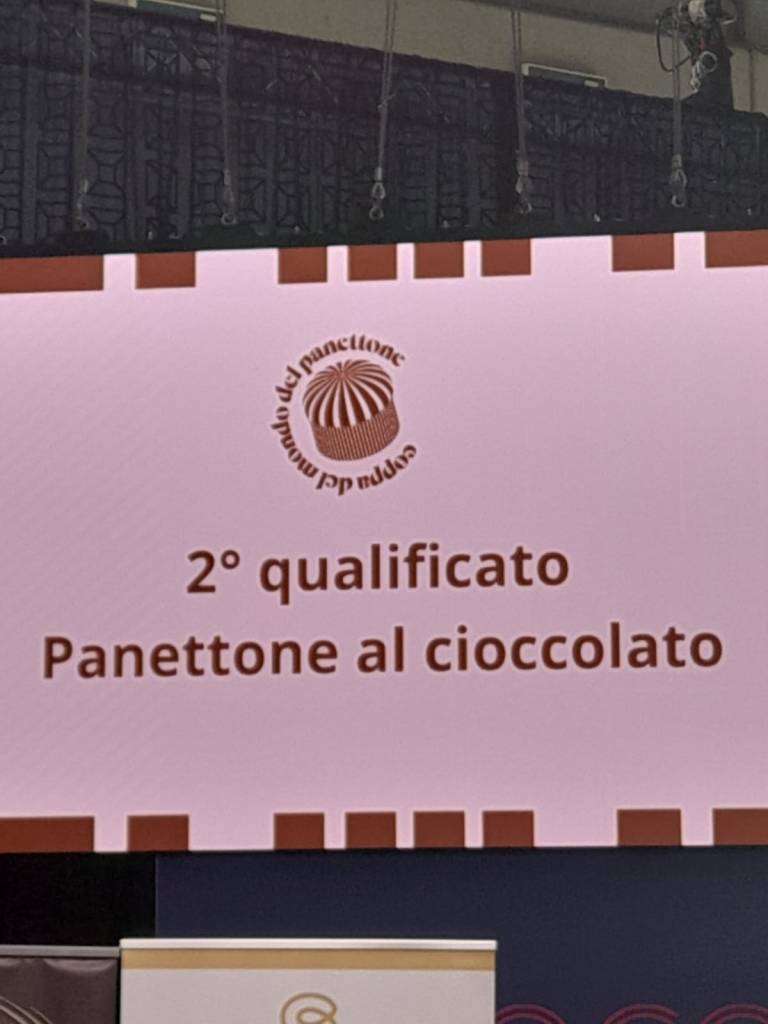 coppa del mondo del panettone
2° qualificato
Panettone al cioccolato